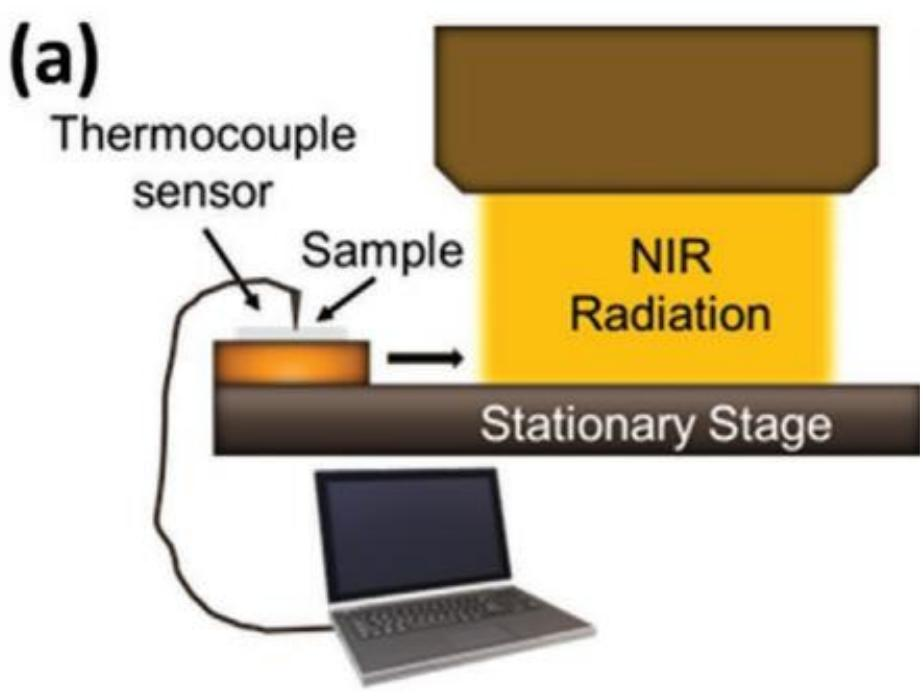 (a)
Thermocouple
sensor
Sample
NIR
Radiation
Stationary Stage